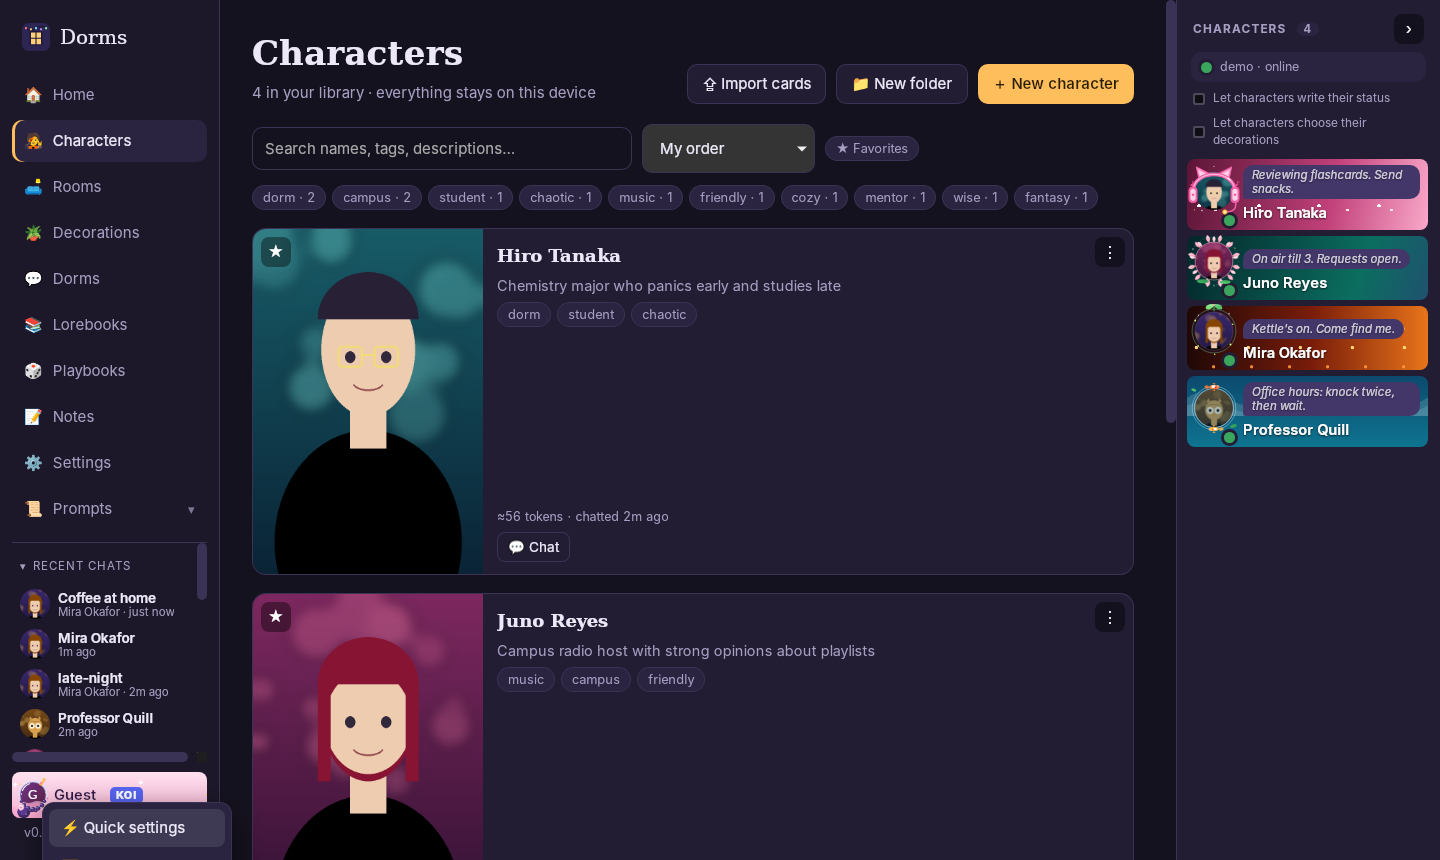 Dorms
Home
Characters
Rooms
Decorations
Dorms
Lorebooks
Playbooks
Notes
Settings
Prompts
RECENT CHATS
Coffee at home
Mira Okafor · just now
Mira Okafor
1m ago
late-night
Mira Okafor · 2m ago
Professor Quill
2m ago
G
Guest KOI
v0.
Quick settings
Characters
4 in your library · everything stays on this device
Import cards
New folder
+ New character
Search names, tags, descriptions...
My order
★ Favorites
dorm · 2
campus · 2
student · 1
chaotic · 1
music · 1
friendly · 1
cozy · 1
mentor · 1
wise · 1
fantasy · 1
Hiro Tanaka
Chemistry major who panics early and studies late
dorm
student
chaotic
≈56 tokens · chatted 2m ago
Chat
Juno Reyes
Campus radio host with strong opinions about playlists
music
campus
friendly
CHARACTERS 4
demo · online
Let characters write their status
Let characters choose their
decorations
Reviewing flashcards. Send
snacks.
Hiro Tanaka
On air till 3. Requests open.
Juno Reyes
Kettle's on. Come find me.
Mira Okafor
Office hours: knock twice,
then wait.
Professor Quill